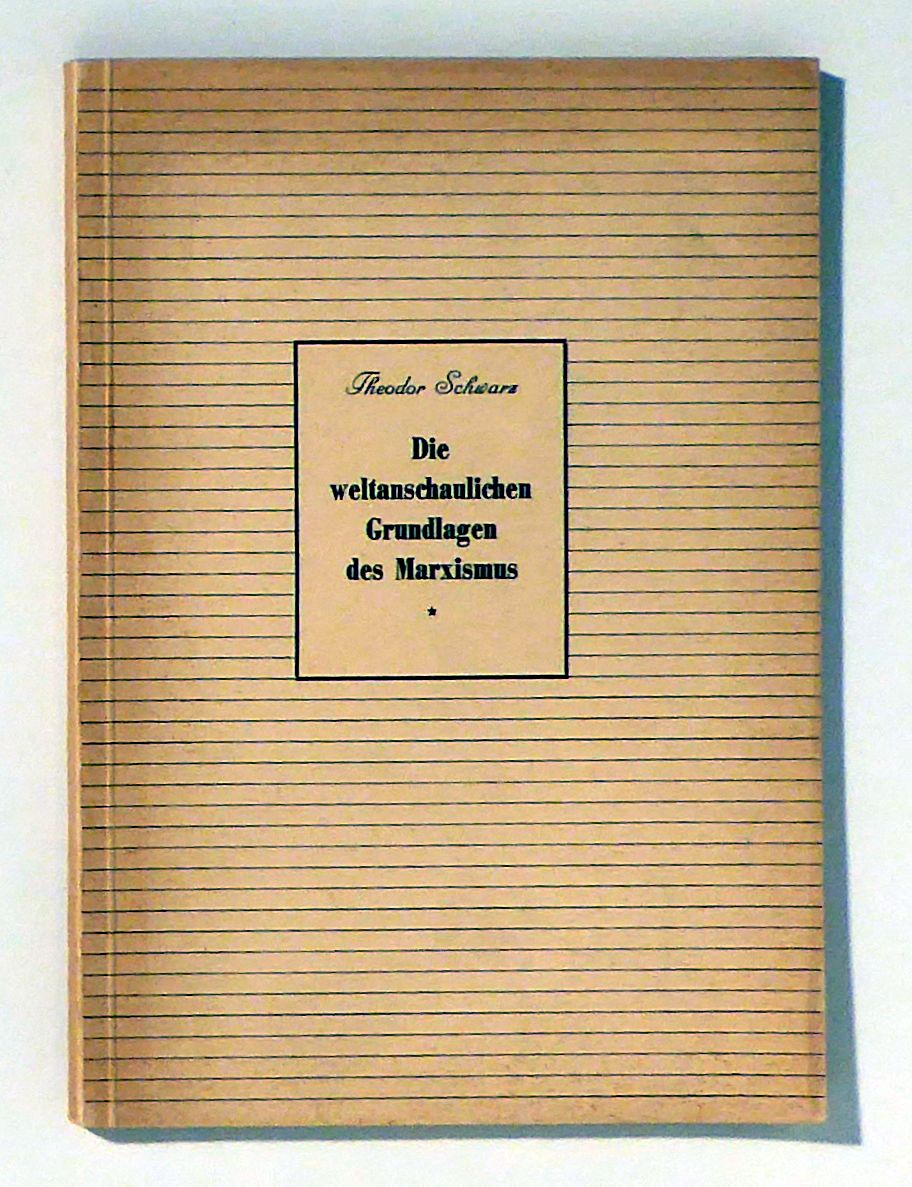 Theodor Schwarz
Die
weltanschaulichen
Grundlagen
des Marxismus
*